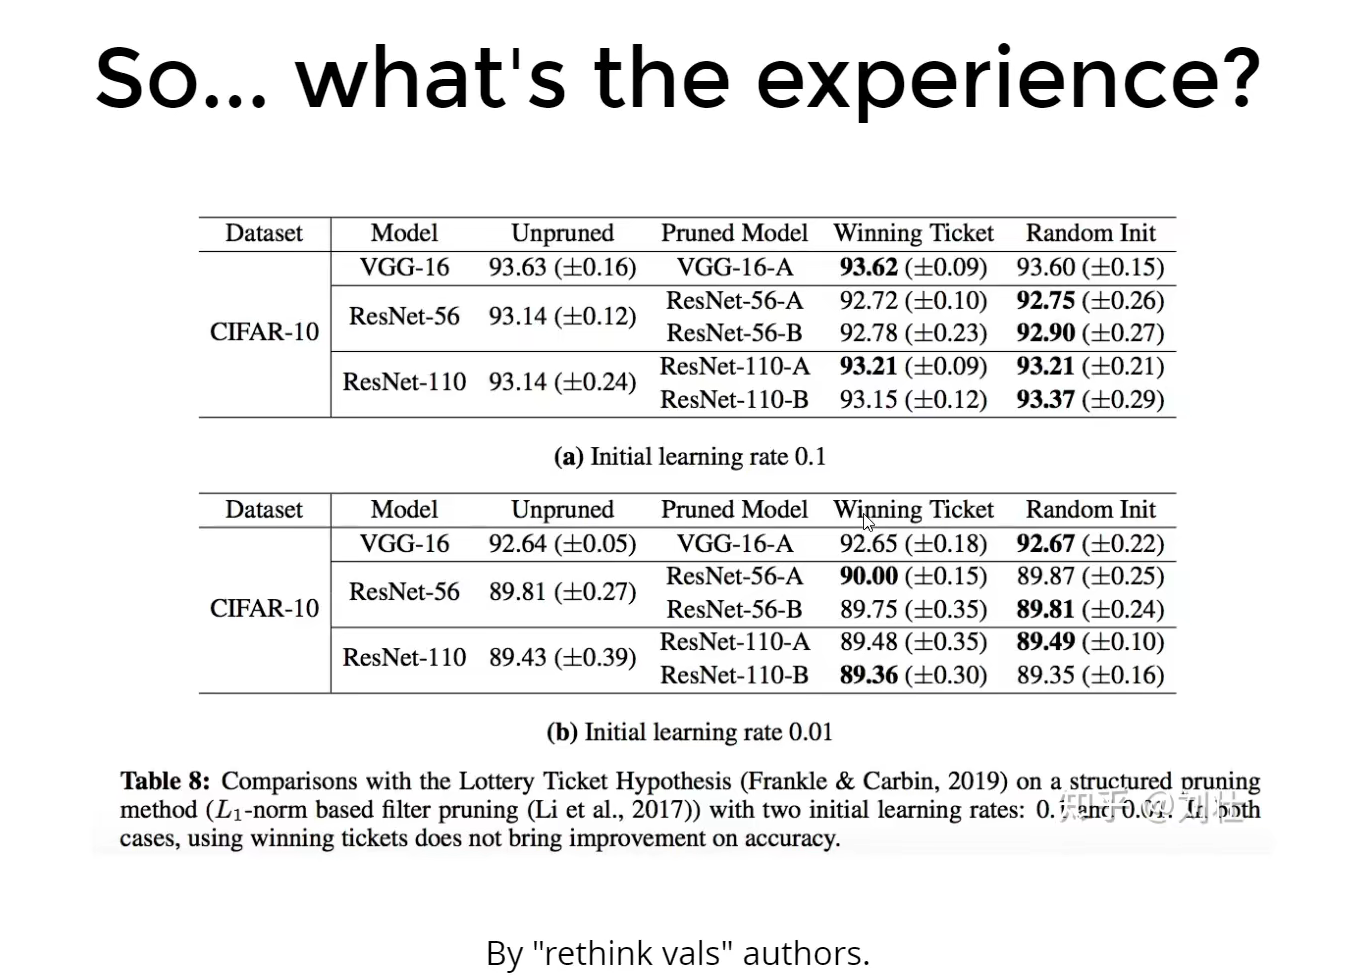 So... what's the experience?
Dataset Model Unpruned Pruned Model Winning Ticket Random Init
VGG-16 93.63 (±0.16) VGG-16-A 93.62 (±0.09) 93.60 (±0.15)
CIFAR-10 ResNet-56 93.14 (±0.12) ResNet-56-A 92.72 (±0.10) 92.75 (±0.26)
ResNet-56-B 92.78 (±0.23) 92.90 (±0.27)
ResNet-110 93.14 (±0.24) ResNet-110-A 93.21 (±0.09) 93.21 (±0.21)
ResNet-110-B 93.15 (±0.12) 93.37 (±0.29)
(a) Initial learning rate 0.1
Dataset Model Unpruned Pruned Model Winning Ticket Random Init
VGG-16 92.64 (±0.05) VGG-16-A 92.65 (±0.18) 92.67 (±0.22)
CIFAR-10 ResNet-56 89.81 (±0.27) ResNet-56-A 90.00 (±0.15) 89.87 (±0.25)
ResNet-56-B 89.75 (±0.35) 89.81 (±0.24)
ResNet-110 89.43 (±0.39) ResNet-110-A 89.48 (±0.35) 89.49 (±0.10)
ResNet-110-B 89.36 (±0.30) 89.35 (±0.16)
(b) Initial learning rate 0.01
Table 8: Comparisons with the Lottery Ticket Hypothesis (Frankle & Carbin, 2019) on a structured pruning
method (L₁-norm based filter pruning (Li et al., 2017)) with two initial learning rates: 0.1 and 0.01. In both
知乎 @刘壮
cases, using winning tickets does not bring improvement on accuracy.
By "rethink vals" authors.